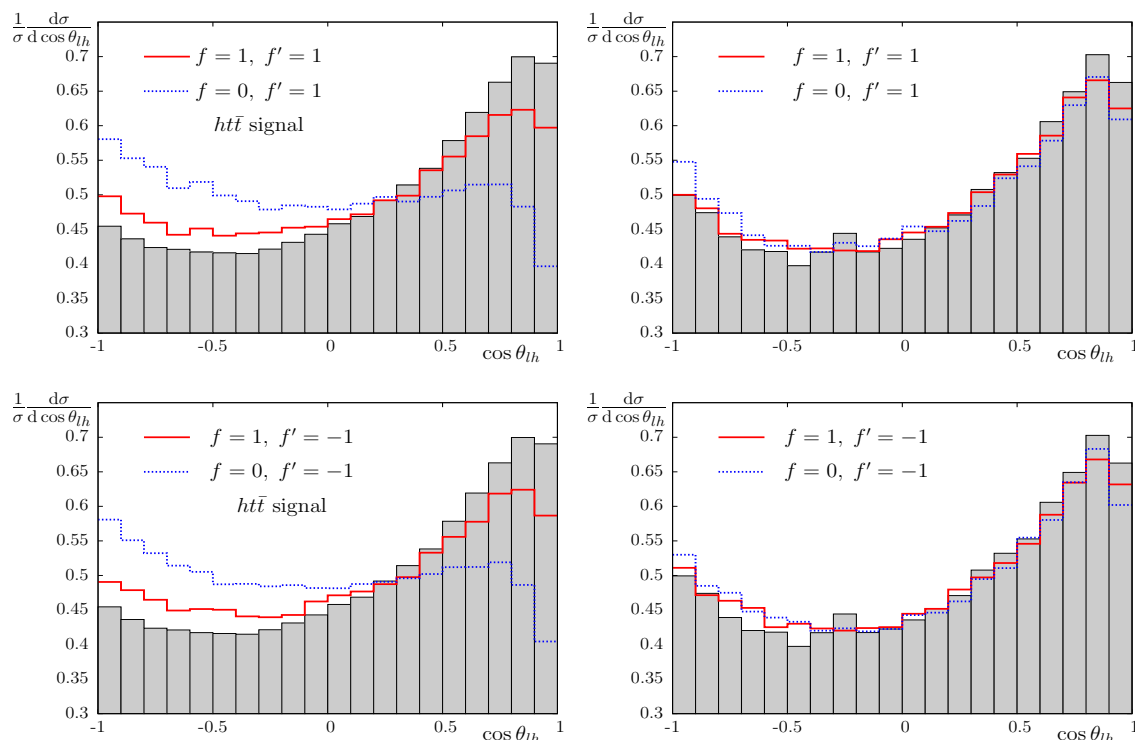 1/σ dσ/d cos θ_lh
0.7
0.65
0.6
0.55
0.5
0.45
0.4
0.35
0.3
f = 1, f′ = 1
f = 0, f′ = 1
htt̄ signal
-1 -0.5 0 0.5 1
cos θ_lh
1/σ dσ/d cos θ_lh
0.7
0.65
0.6
0.55
0.5
0.45
0.4
0.35
0.3
f = 1, f′ = 1
f = 0, f′ = 1
-1 -0.5 0 0.5 1
cos θ_lh
1/σ dσ/d cos θ_lh
0.7
0.65
0.6
0.55
0.5
0.45
0.4
0.35
0.3
f = 1, f′ = −1
f = 0, f′ = −1
htt̄ signal
-1 -0.5 0 0.5 1
cos θ_lh
1/σ dσ/d cos θ_lh
0.7
0.65
0.6
0.55
0.5
0.45
0.4
0.35
0.3
f = 1, f′ = −1
f = 0, f′ = −1
-1 -0.5 0 0.5 1
cos θ_lh